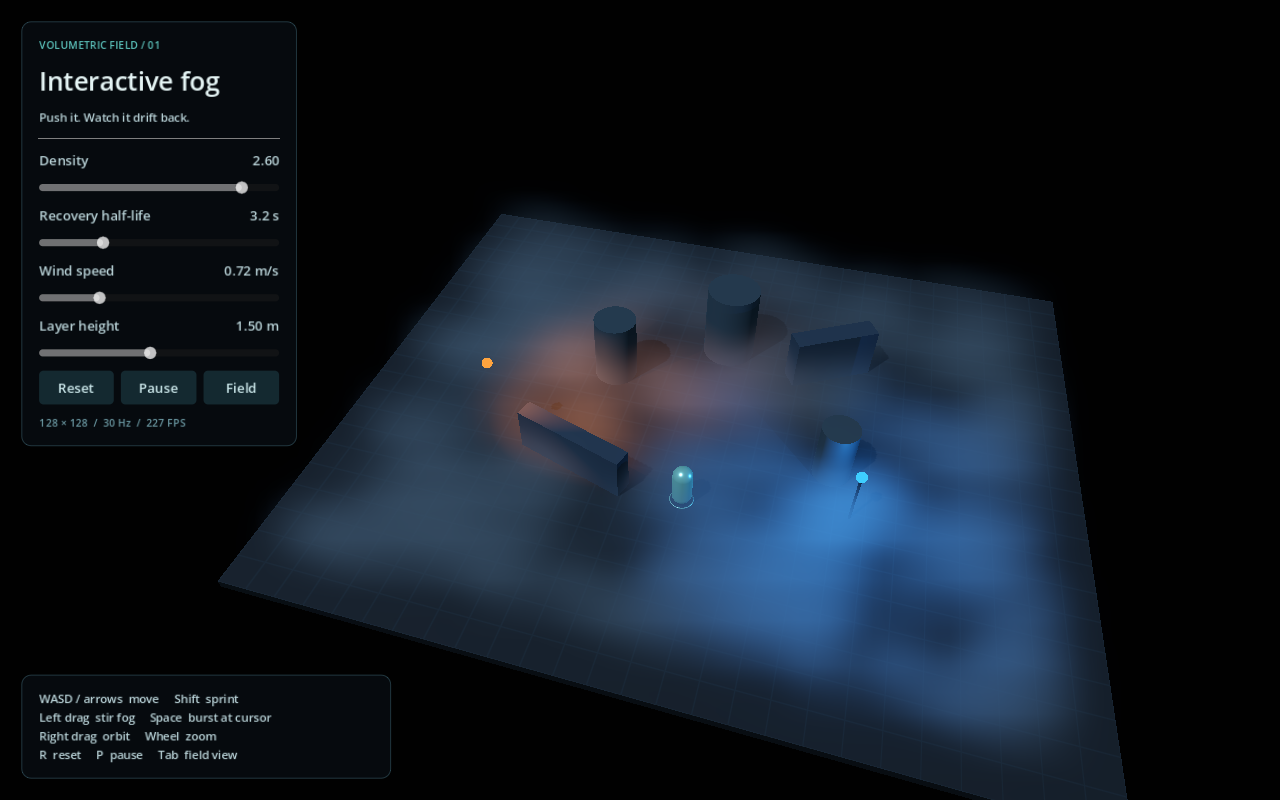 VOLUMETRIC FIELD / 01
Interactive fog
Push it. Watch it drift back.
Density 2.60
Recovery half-life 3.2 s
Wind speed 0.72 m/s
Layer height 1.50 m
Reset Pause Field
128 × 128 / 30 Hz / 227 FPS
WASD / arrows move Shift sprint
Left drag stir fog Space burst at cursor
Right drag orbit Wheel zoom
R reset P pause Tab field view